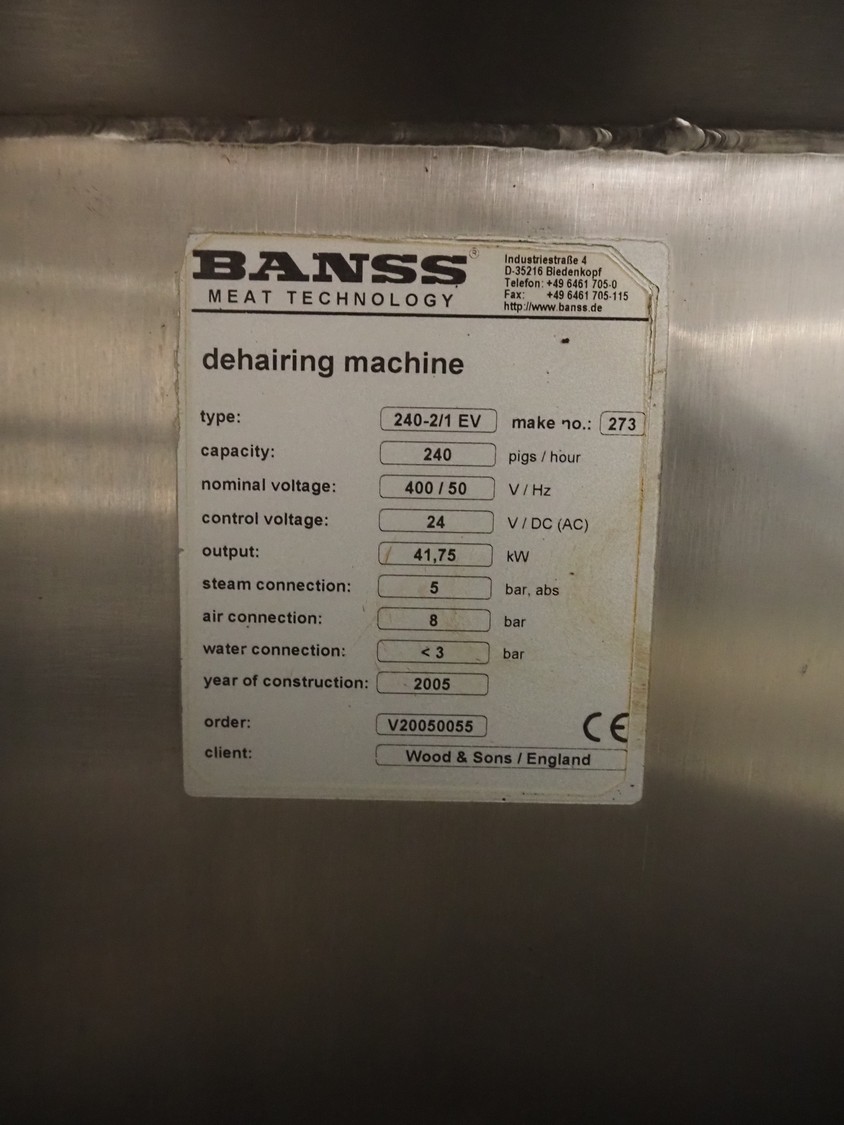 BANSS®
MEAT TECHNOLOGY
Industriestraße 4
D-35216 Biedenkopf
Telefon: +49 6461 705-0
Fax: +49 6461 705-115
http://www.banss.de
dehairing machine
type: 240-2/1 EV make no.: 273
capacity: 240 pigs / hour
nominal voltage: 400 / 50 V / Hz
control voltage: 24 V / DC (AC)
output: 41,75 kW
steam connection: 5 bar, abs
air connection: 8 bar
water connection: < 3 bar
year of construction: 2005
order: V20050055 CE
client: Wood & Sons / England